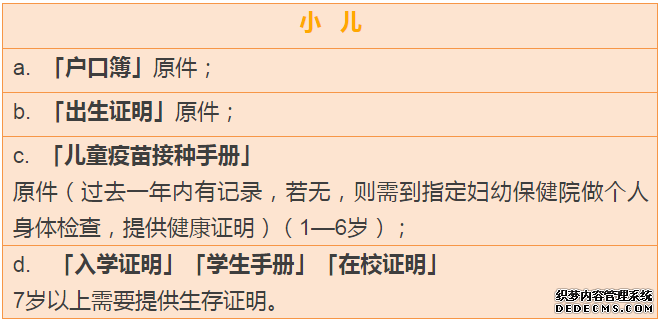 小 儿
a. 「户口簿」原件；
b. 「出生证明」原件；
c. 「儿童疫苗接种手册」
原件（过去一年内有记录，若无，则需到指定妇幼保健院做个人
身体检查，提供健康证明）（1—6岁）；
d. 「入学证明」「学生手册」「在校证明」
7岁以上需要提供生存证明。
织梦内容管理系统
DEDECMS.COM